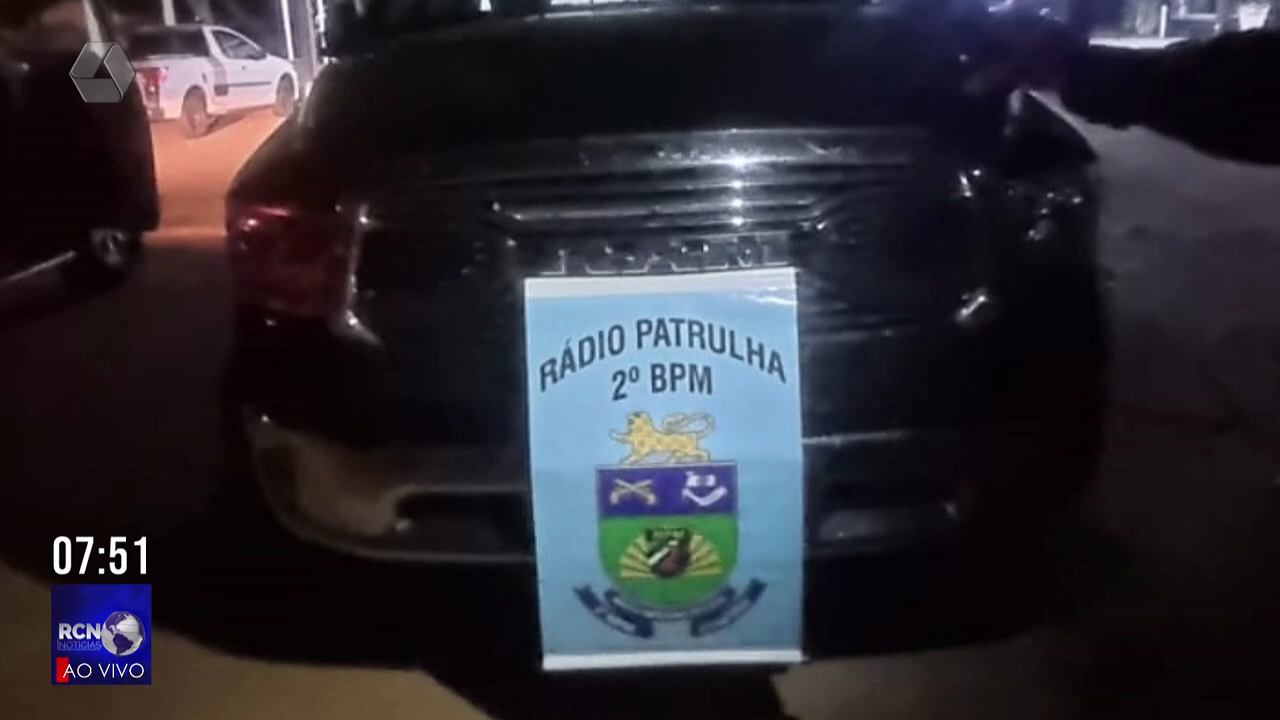 RÁDIO PATRULHA
2º BPM
07:51
RCN
NOTÍCIAS
AO VIVO